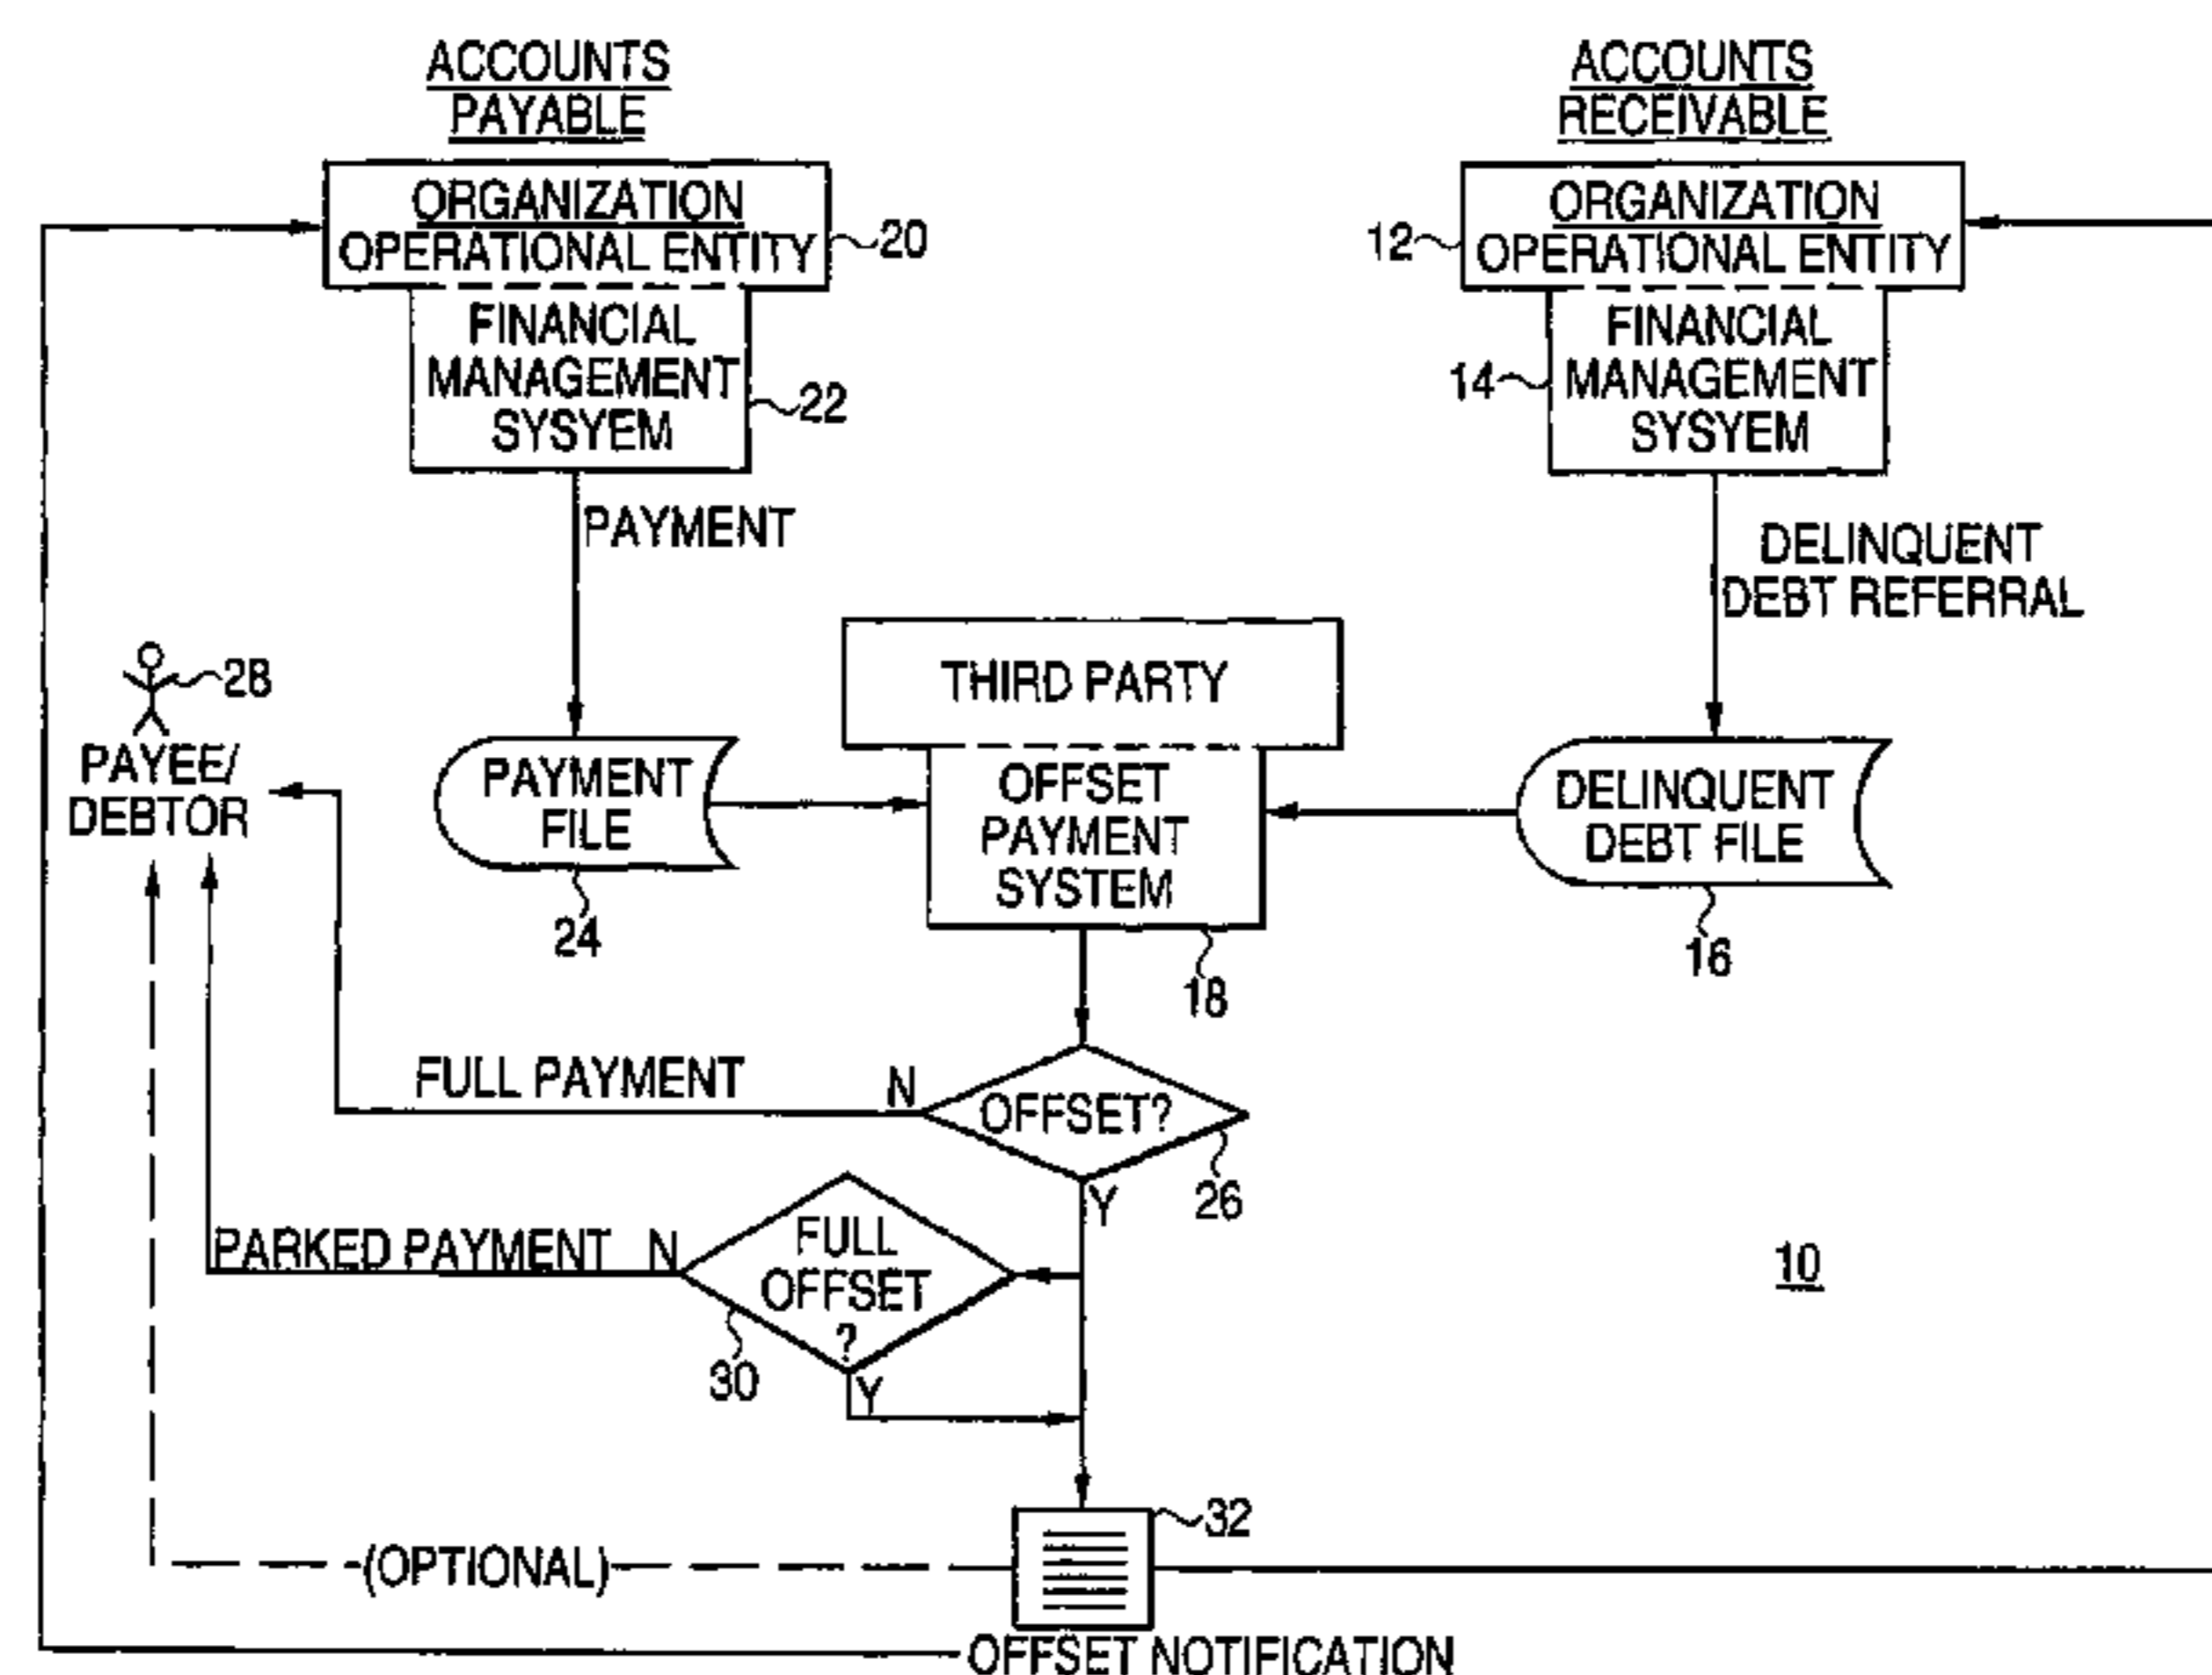 ACCOUNTS
PAYABLE
ORGANIZATION
OPERATIONAL ENTITY
20
FINANCIAL
MANAGEMENT
SYSYEM
22
PAYMENT
ACCOUNTS
RECEIVABLE
ORGANIZATION
OPERATIONAL ENTITY
12
FINANCIAL
MANAGEMENT
SYSYEM
14
DELINQUENT
DEBT REFERRAL
28
PAYEE/
DEBTOR
PAYMENT
FILE
24
THIRD PARTY
OFFSET
PAYMENT
SYSTEM
18
DELINQUENT
DEBT FILE
16
FULL PAYMENT
N
OFFSET?
26
Y
PARKED PAYMENT
N
FULL
OFFSET
?
30
Y
10
32
(OPTIONAL)
OFFSET NOTIFICATION